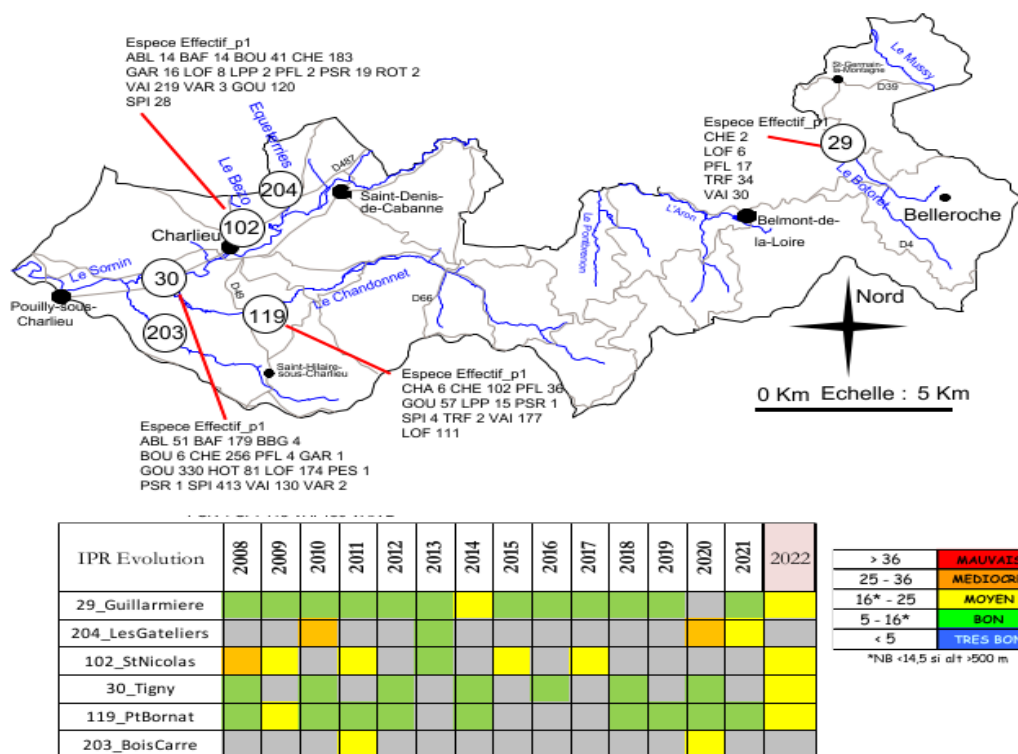 Espece Effectif_p1
ABL 14 BAF 14 BOU 41 CHE 183
GAR 16 LOF 8 LPP 2 PFL 2 PSR 19 ROT 2
VAI 219 VAR 3 GOU 120
SPI 28
Le Mussy
St-Germain-
la-Montagne
D39
Espece Effectif_p1
CHE 2
LOF 6
PFL 17
TRF 34
VAI 30
29
Le Botoret
Belleroche
D4
Equetteries
Le Bezo
D487
204
Saint-Denis-
de-Cabanne
102
Charlieu
Le Pontbrenon
L'Aron
Belmont-de-
la-Loire
Le Sornin
30
Pouilly-sous-
Charlieu
D49
Le Chandonnet
119
D66
203
Saint-Hilaire-
sous-Charlieu
Nord
0 Km Echelle : 5 Km
Espece Effectif_p1
CHA 6 CHE 102 PFL 36
GOU 57 LPP 15 PSR 1
SPI 4 TRF 2 VAI 177
LOF 111
Espece Effectif_p1
ABL 51 BAF 179 BBG 4
BOU 6 CHE 256 PFL 4 GAR 1
GOU 330 HOT 81 LOF 174 PES 1
PSR 1 SPI 413 VAI 130 VAR 2
IPR Evolution 2008 2009 2010 2011 2012 2013 2014 2015 2016 2017 2018 2019 2020 2021 2022
29_Guillarmiere
204_LesGateliers
102_StNicolas
30_Tigny
119_PtBornat
203_BoisCarre
> 36 MAUVAIS
25 - 36 MEDIOCRE
16* - 25 MOYEN
5 - 16* BON
< 5 TRES BON
*NB <14,5 si alt >500 m